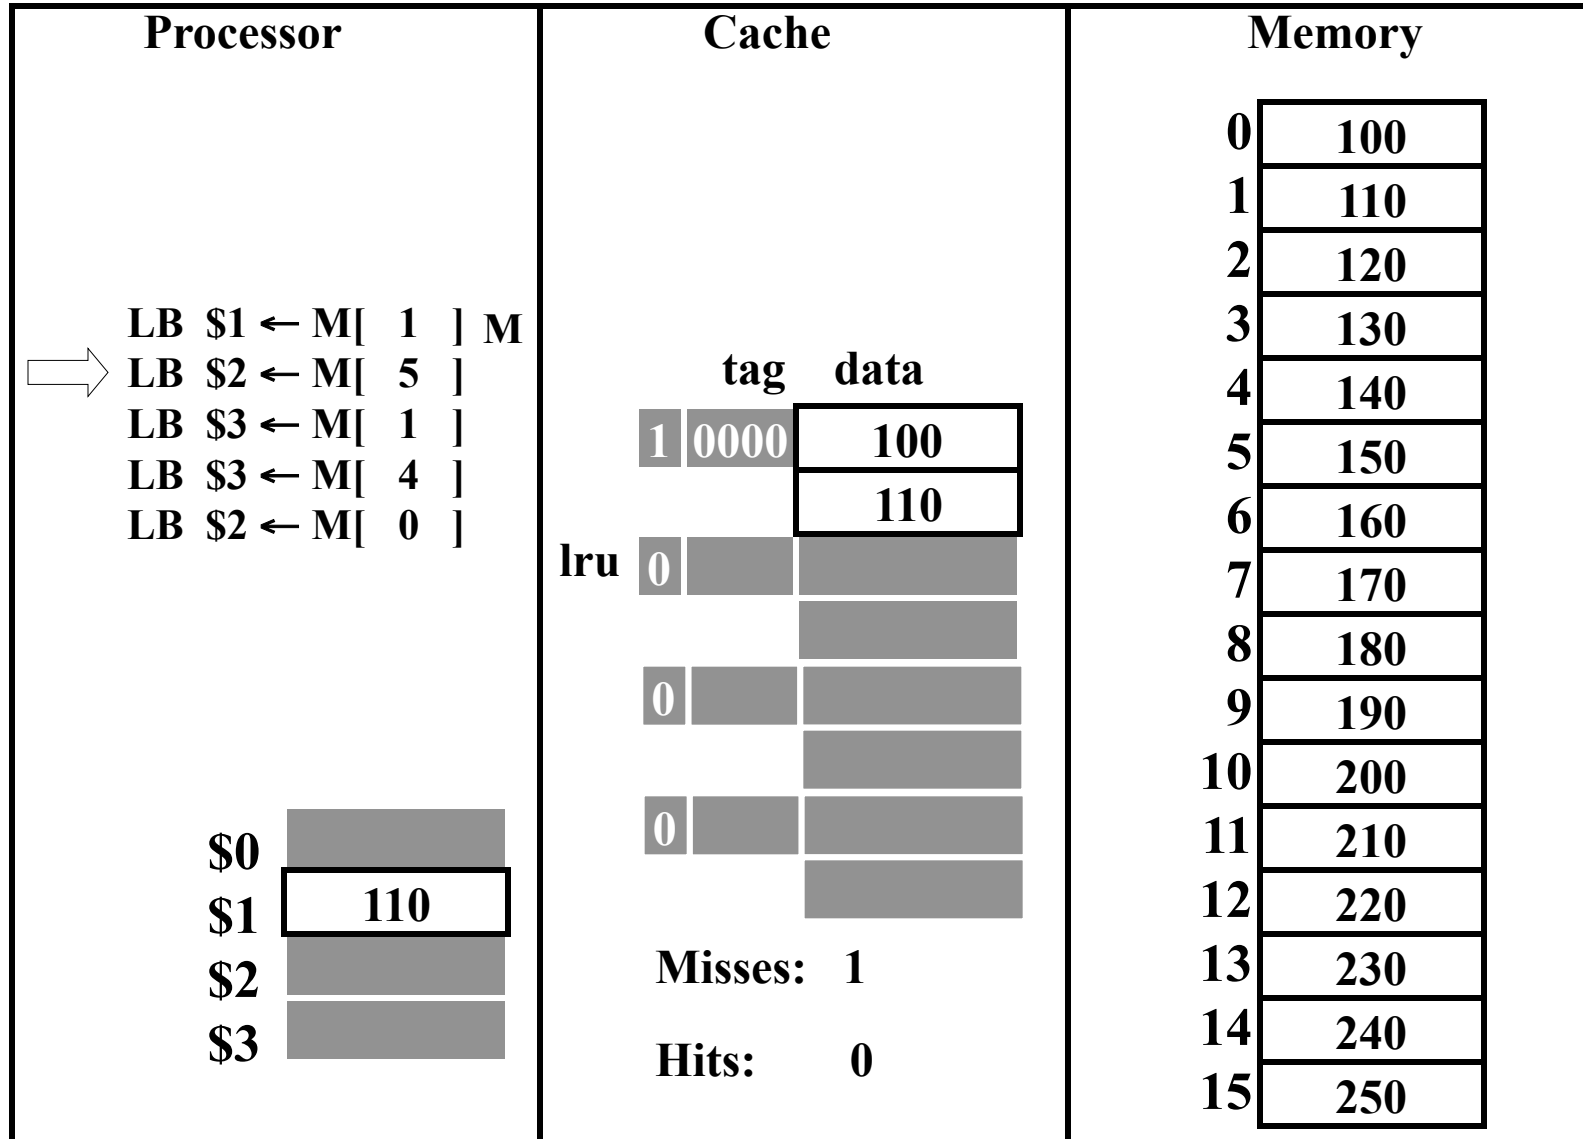 Processor
LB $1 ← M[ 1 ] M
LB $2 ← M[ 5 ]
LB $3 ← M[ 1 ]
LB $3 ← M[ 4 ]
LB $2 ← M[ 0 ]
$0
$1 110
$2
$3
Cache
tag data
1 0000 100
110
lru 0
0
0
Misses: 1
Hits: 0
Memory
0 100
1 110
2 120
3 130
4 140
5 150
6 160
7 170
8 180
9 190
10 200
11 210
12 220
13 230
14 240
15 250